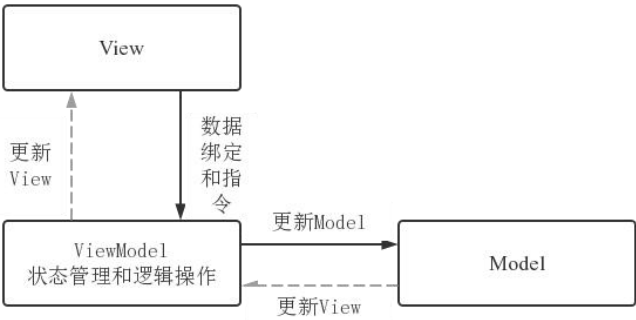 View
更新
View
数据
绑定
和指
令
更新Model
ViewModel
状态管理和逻辑操作
Model
更新View